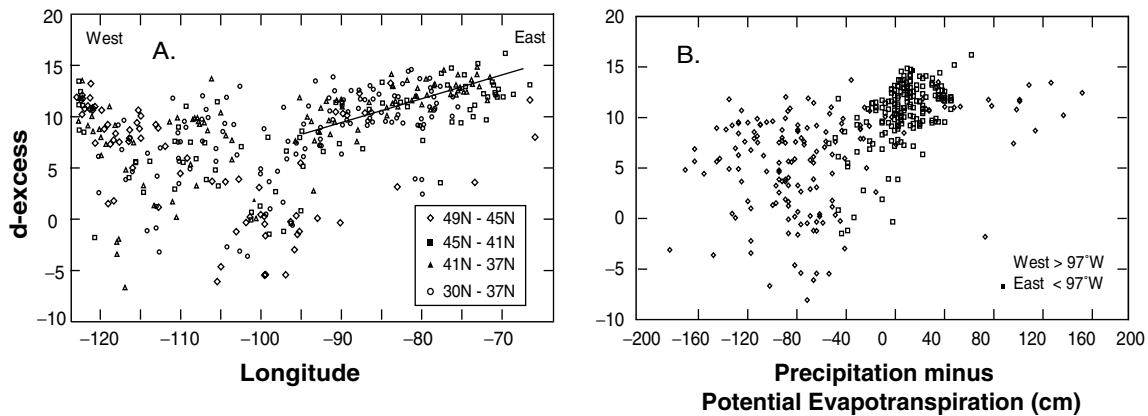 West
A.
East
20
15
10
5
0
−5
−10
d-excess
49N - 45N
45N - 41N
41N - 37N
30N - 37N
−120 −110 −100 −90 −80 −70
Longitude
B.
20
15
10
5
0
−5
−10
West > 97°W
East < 97°W
−200 −160 −120 −80 −40 0 40 80 120 160 200
Precipitation minus
Potential Evapotranspiration (cm)